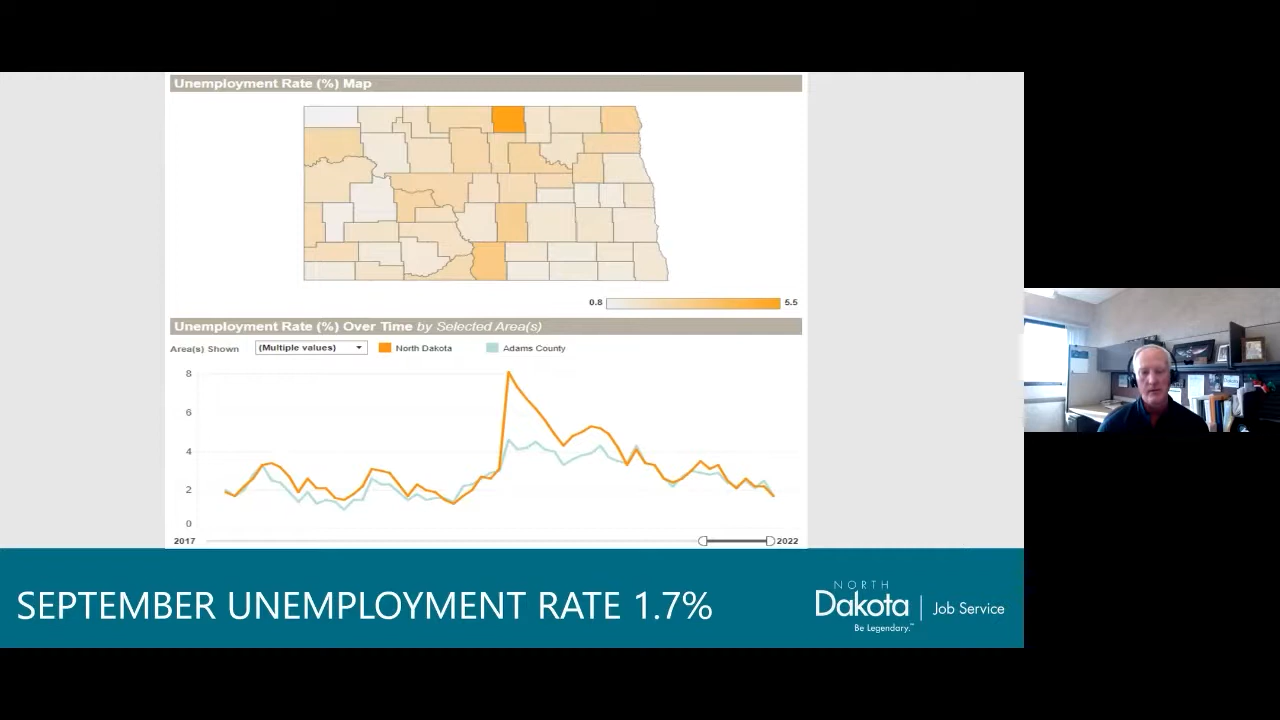 Unemployment Rate (%) Map
0.8
5.5
Unemployment Rate (%) Over Time by Selected Area(s)
Area(s) Shown
(Multiple values)
North Dakota
Adams County
8
6
4
2
0
2017
2022
SEPTEMBER UNEMPLOYMENT RATE 1.7%
NORTH
Dakota
Be Legendary.™
Job Service